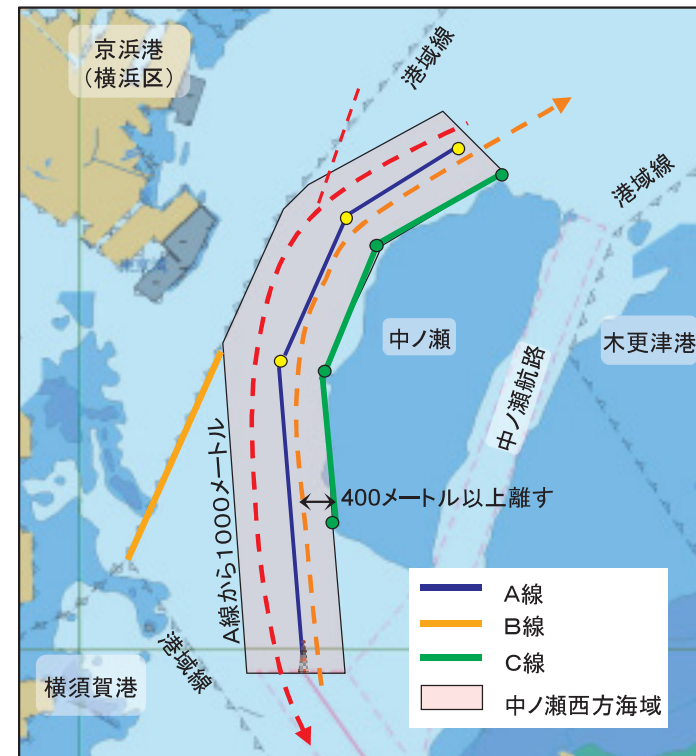 京浜港
（横浜区）
港域線
港域線
中ノ瀬
木更津港
中ノ瀬航路
400メートル以上離す
A線から1000メートル
港域線
横須賀港
A線
B線
C線
中ノ瀬西方海域